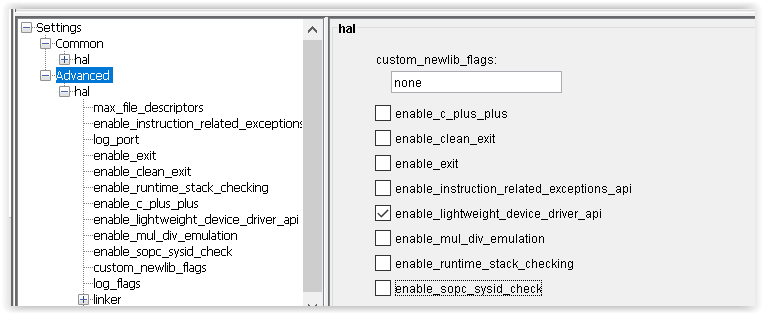 Settings
Common
hal
Advanced
hal
max_file_descriptors
enable_instruction_related_exceptions
log_port
enable_exit
enable_clean_exit
enable_runtime_stack_checking
enable_c_plus_plus
enable_lightweight_device_driver_api
enable_mul_div_emulation
enable_sopc_sysid_check
custom_newlib_flags
log_flags
linker
hal
custom_newlib_flags:
none
enable_c_plus_plus
enable_clean_exit
enable_exit
enable_instruction_related_exceptions_api
enable_lightweight_device_driver_api
enable_mul_div_emulation
enable_runtime_stack_checking
enable_sopc_sysid_check